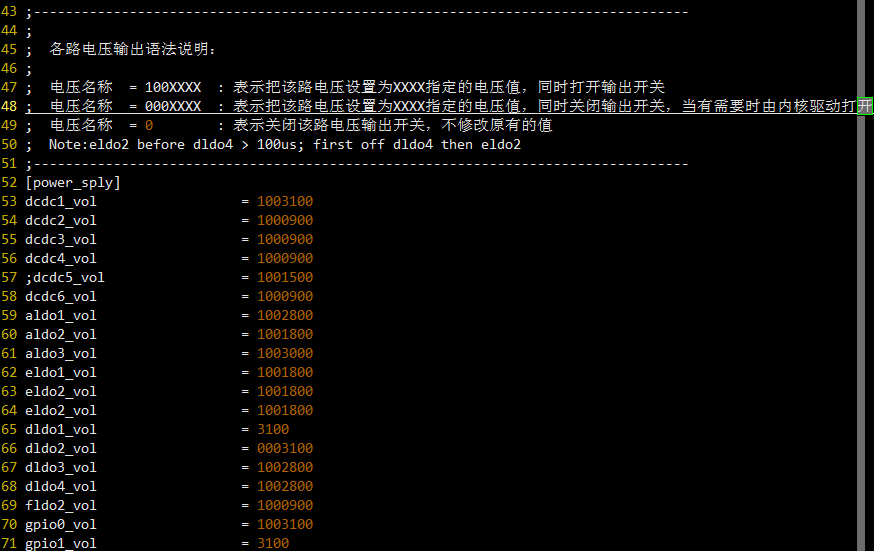 43 ;----------------------------------------------------------------------------------
44 ;
45 ;  各路电压输出语法说明:
46 ;
47 ;  电压名称  = 100XXXX  : 表示把该路电压设置为XXXX指定的电压值，同时打开输出开关
48 ;  电压名称  = 000XXXX  : 表示把该路电压设置为XXXX指定的电压值，同时关闭输出开关，当有需要时由内核驱动打开
49 ;  电压名称  = 0        : 表示关闭该路电压输出开关，不修改原有的值
50 ;  Note:eldo2 before dldo4 > 100us; first off dldo4 then eldo2
51 ;----------------------------------------------------------------------------------
52 [power_sply]
53 dcdc1_vol                  = 1003100
54 dcdc2_vol                  = 1000900
55 dcdc3_vol                  = 1000900
56 dcdc4_vol                  = 1000900
57 ;dcdc5_vol                 = 1001500
58 dcdc6_vol                  = 1000900
59 aldo1_vol                  = 1002800
60 aldo2_vol                  = 1001800
61 aldo3_vol                  = 1003000
62 eldo1_vol                  = 1001800
63 eldo2_vol                  = 1001800
64 eldo2_vol                  = 1001800
65 dldo1_vol                  = 3100
66 dldo2_vol                  = 0003100
67 dldo3_vol                  = 1002800
68 dldo4_vol                  = 1002800
69 fldo2_vol                  = 1000900
70 gpio0_vol                  = 1003100
71 gpio1_vol                  = 3100